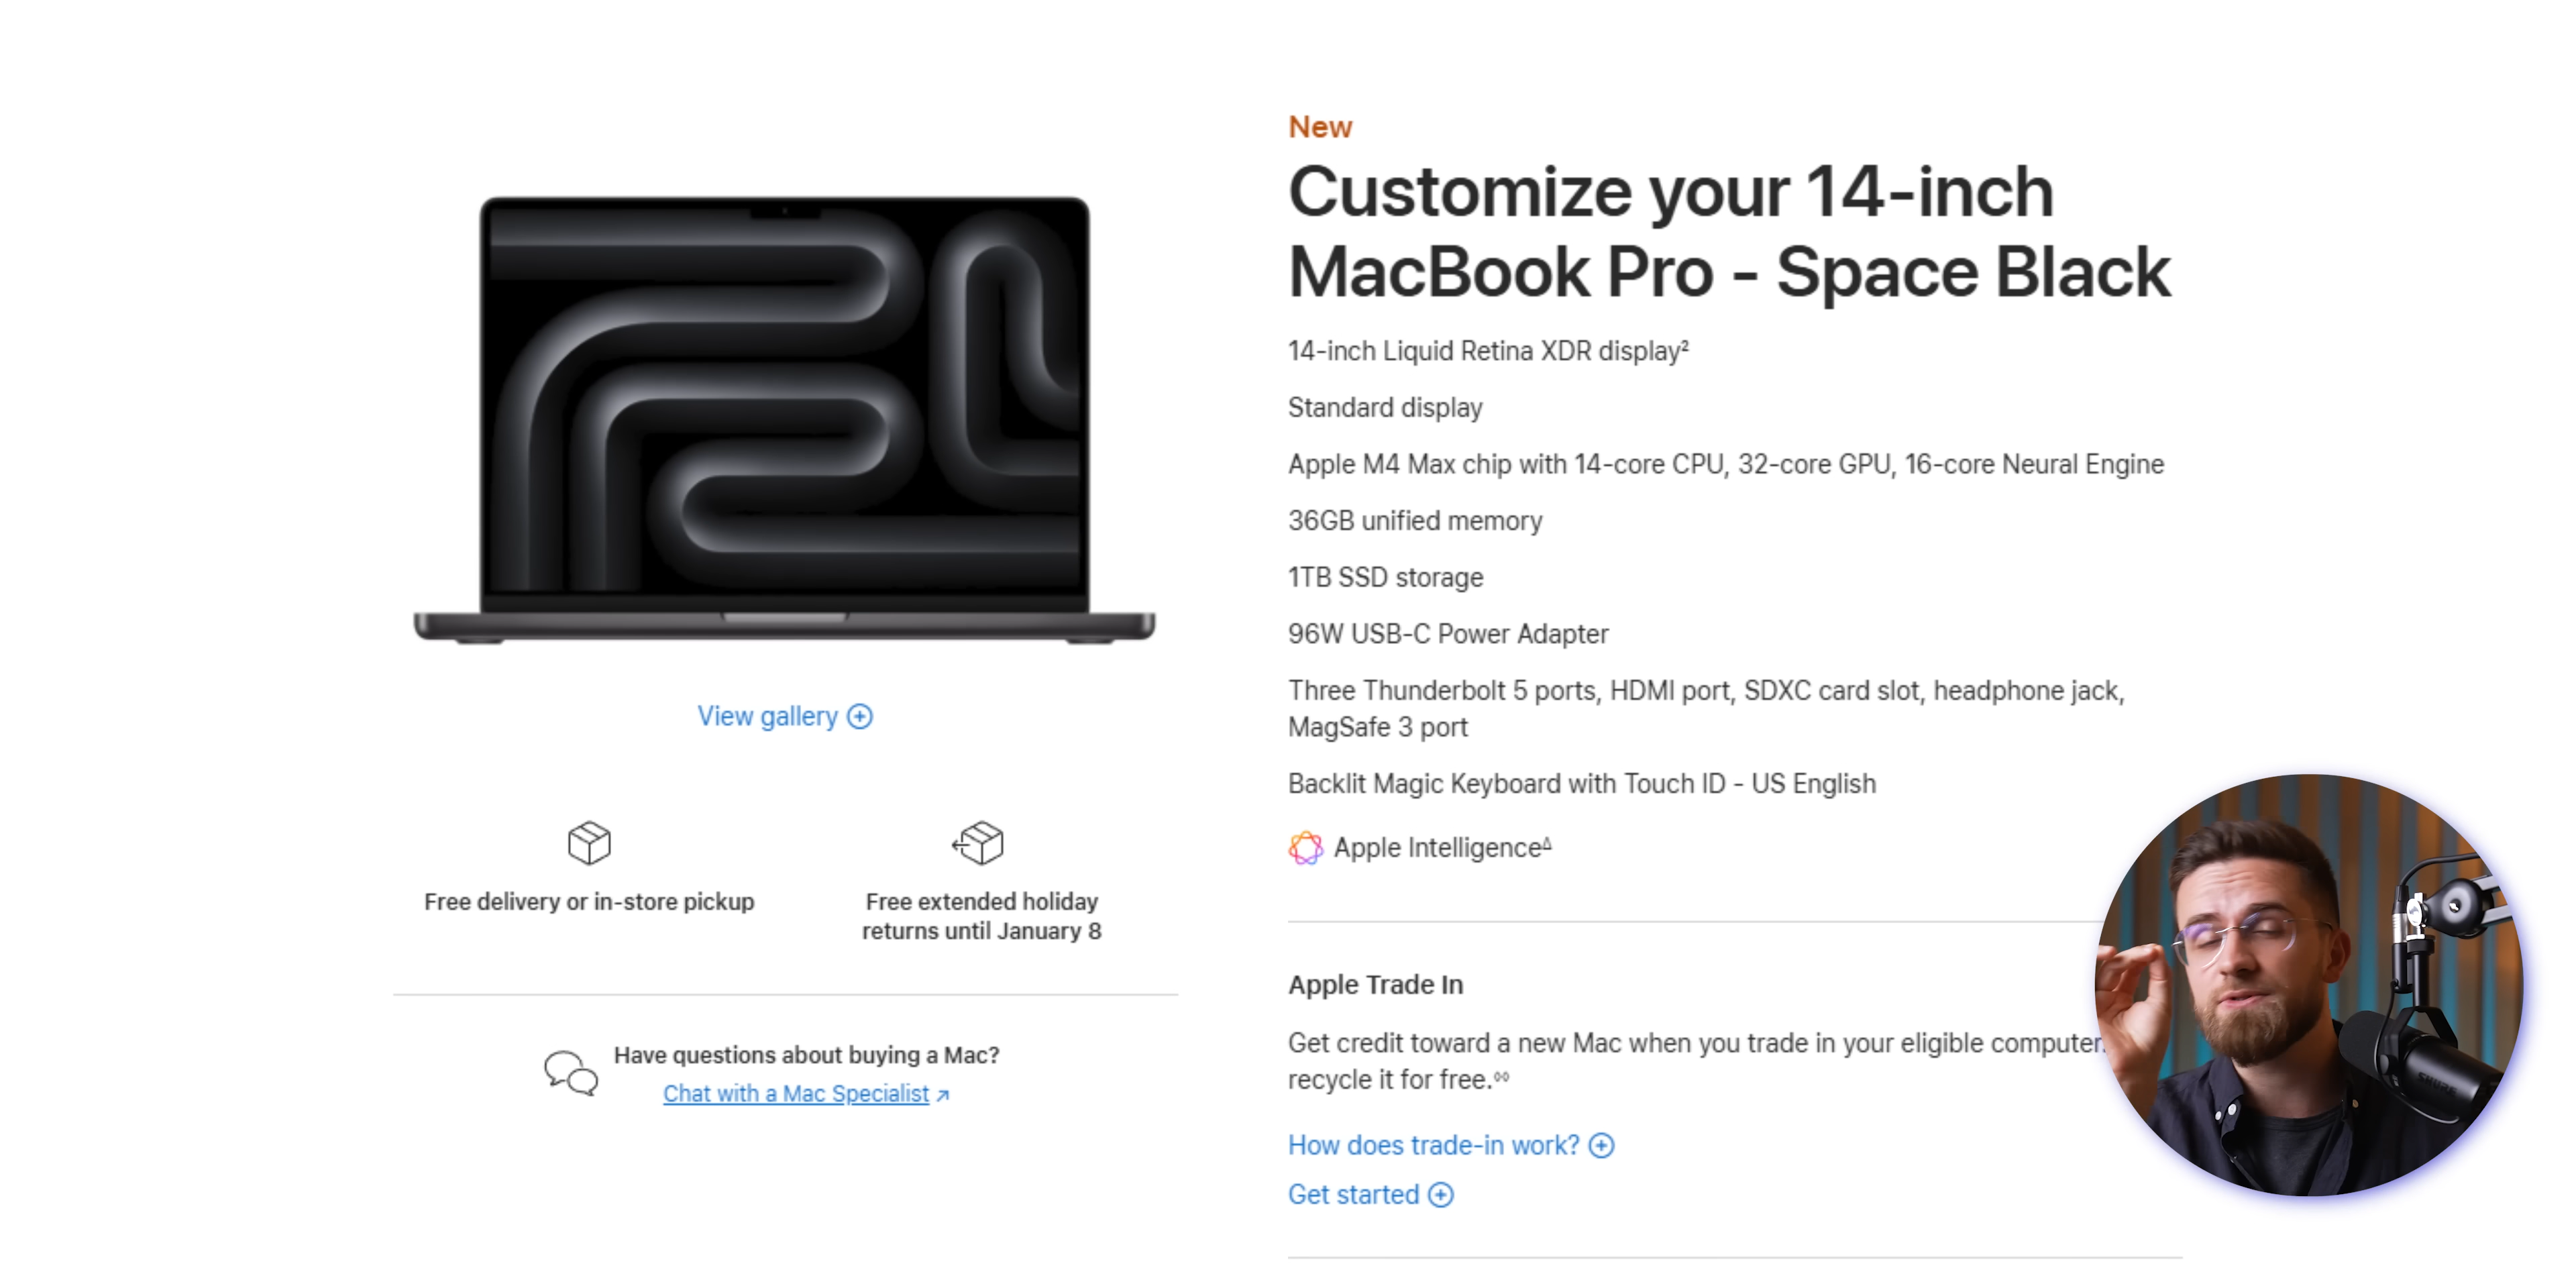 New
Customize your 14-inch
MacBook Pro - Space Black
14-inch Liquid Retina XDR display²
Standard display
Apple M4 Max chip with 14-core CPU, 32-core GPU, 16-core Neural Engine
36GB unified memory
1TB SSD storage
96W USB-C Power Adapter
Three Thunderbolt 5 ports, HDMI port, SDXC card slot, headphone jack,
MagSafe 3 port
Backlit Magic Keyboard with Touch ID - US English
Apple Intelligence∆
View gallery
Free delivery or in-store pickup
Free extended holiday
returns until January 8
Have questions about buying a Mac?
Chat with a Mac Specialist ↗
Apple Trade In
Get credit toward a new Mac when you trade in your eligible computer.
recycle it for free.◊◊
How does trade-in work?
Get started
SHURE